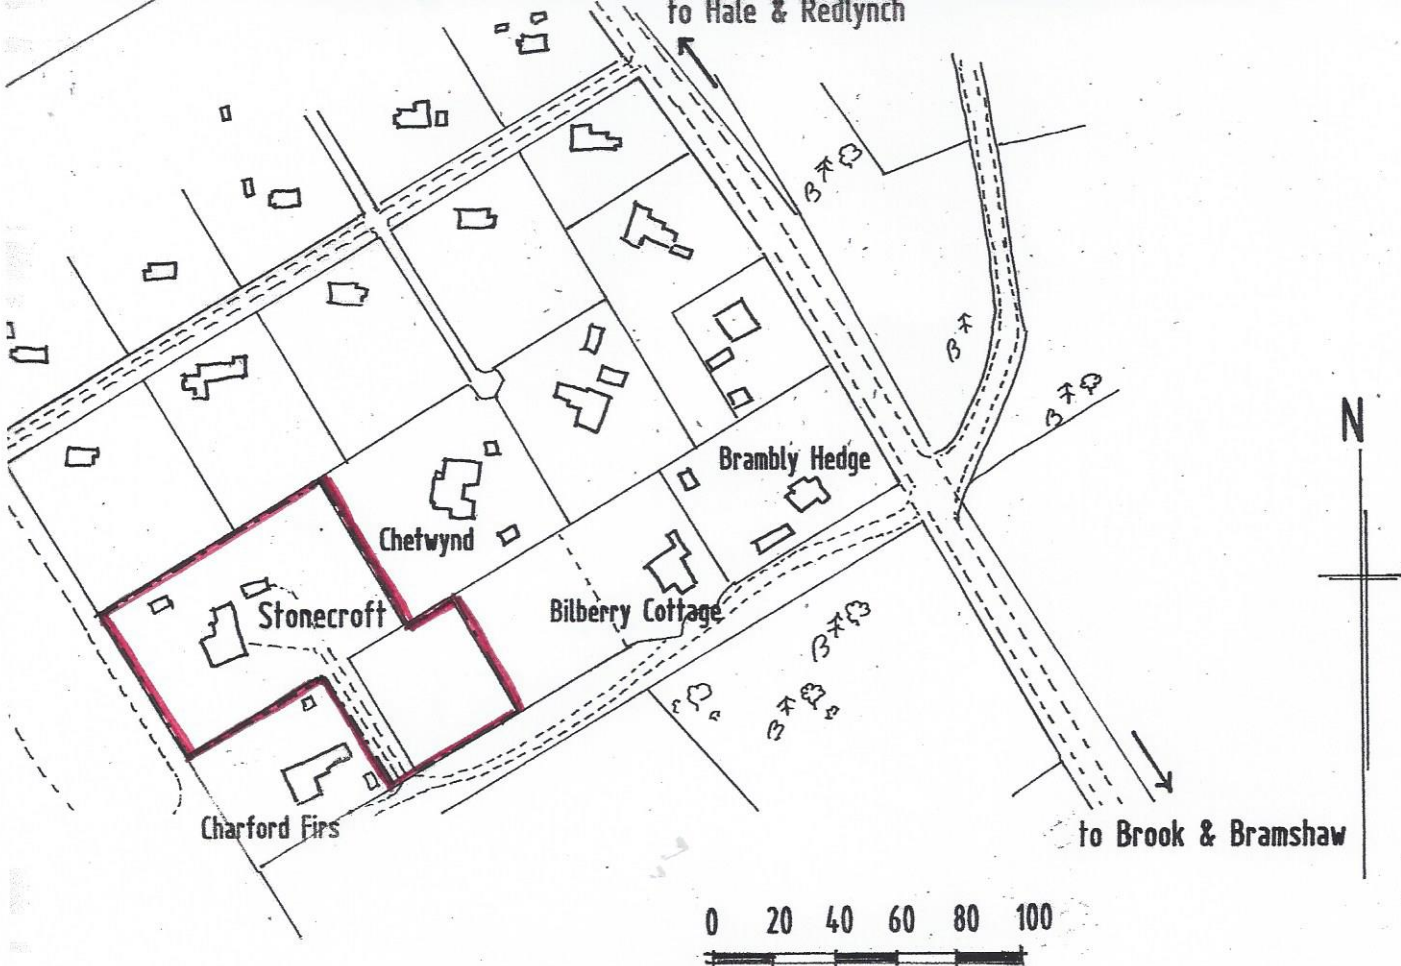 to Hale & Redlynch
N
Brambly Hedge
Chetwynd
Stonecroft
Bilberry Cottage
Charford Firs
to Brook & Bramshaw
0 20 40 60 80 100